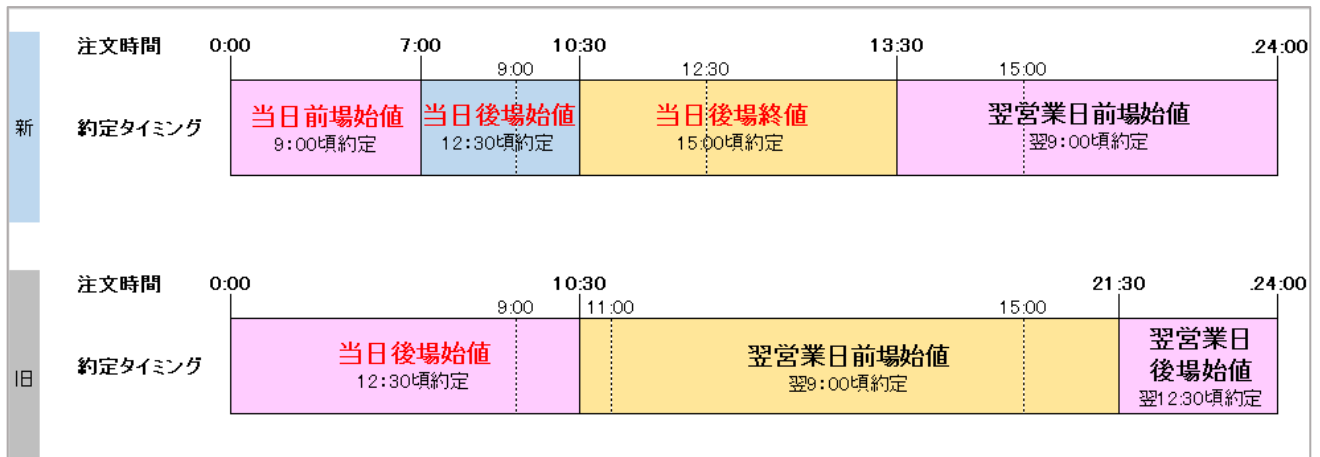 注文時間 0:00 7:00 10:30 13:30 .24:00
9:00 12:30 15:00
新
約定タイミング
当日前場始値 当日後場始値 当日後場終値 翌営業日前場始値
9:00頃約定 12:30頃約定 15:00頃約定 翌9:00頃約定
注文時間 0:00 10:30 21:30 .24:00
9:00 11:00 15:00
旧
約定タイミング
当日後場始値 翌営業日前場始値 翌営業日
後場始値
12:30頃約定 翌9:00頃約定 翌12:30頃約定